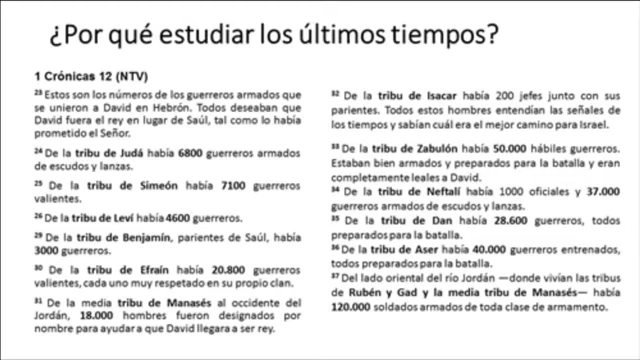 ¿Por qué estudiar los últimos tiempos?
1 Crónicas 12 (NTV)
23 Estos son los números de los guerreros armados que
se unieron a David en Hebrón. Todos deseaban que
David fuera el rey en lugar de Saúl, tal como lo había
prometido el Señor.
24 De la tribu de Judá había 6800 guerreros armados
de escudos y lanzas.
25 De la tribu de Simeón había 7100 guerreros
valientes.
26 De la tribu de Leví había 4600 guerreros.
29 De la tribu de Benjamín, parientes de Saúl, había
3000 guerreros.
30 De la tribu de Efraín había 20.800 guerreros
valientes, cada uno muy respetado en su propio clan.
31 De la media tribu de Manasés al occidente del
Jordán, 18.000 hombres fueron designados por
nombre para ayudar a que David llegara a ser rey.
32 De la tribu de Isacar había 200 jefes junto con sus
parientes. Todos estos hombres entendían las señales de
los tiempos y sabían cuál era el mejor camino para Israel.
33 De la tribu de Zabulón había 50.000 hábiles guerreros.
Estaban bien armados y preparados para la batalla y eran
completamente leales a David.
34 De la tribu de Neftalí había 1000 oficiales y 37.000
guerreros armados de escudos y lanzas.
35 De la tribu de Dan había 28.600 guerreros, todos
preparados para la batalla.
36 De la tribu de Aser había 40.000 guerreros entrenados,
todos preparados para la batalla.
37 Del lado oriental del río Jordán —donde vivían las tribus
de Rubén y Gad y la media tribu de Manasés— había
120.000 soldados armados de toda clase de armamento.